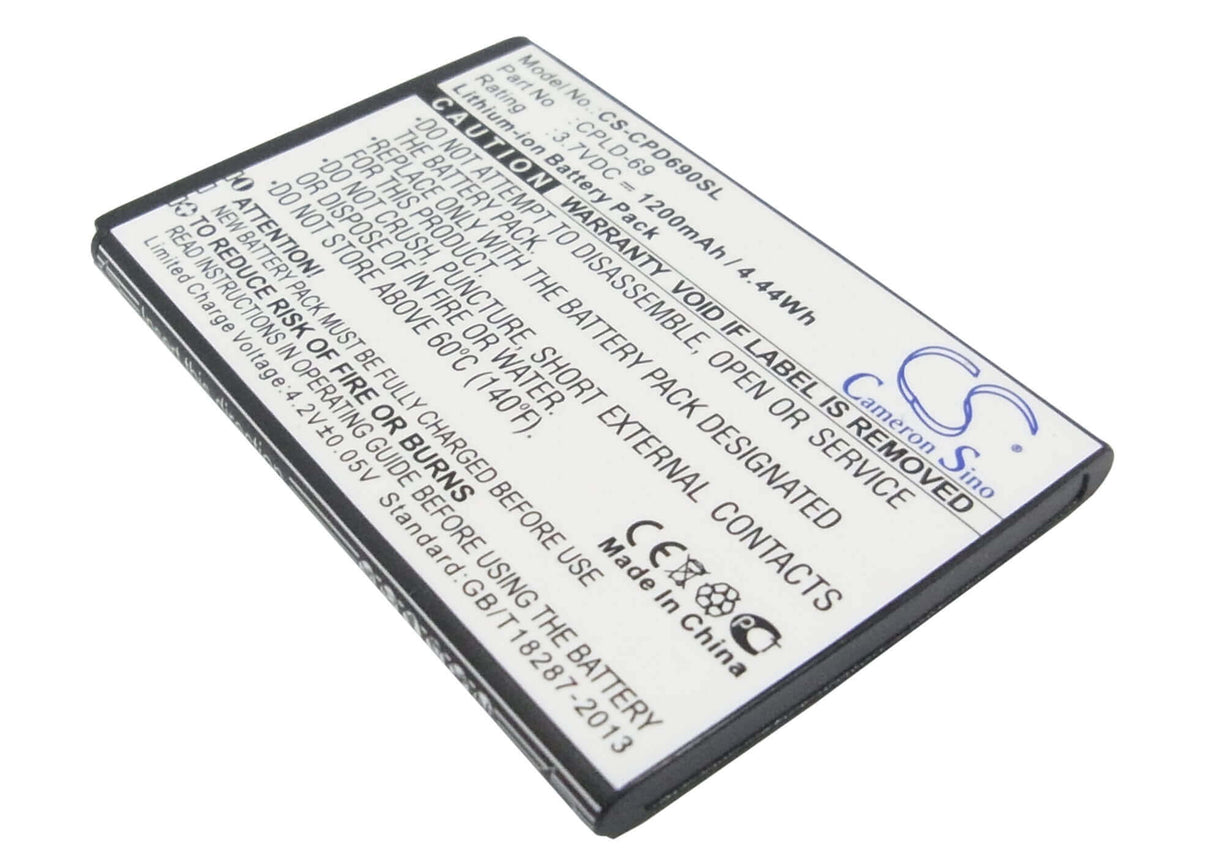 Model No.: CS-CPD690SL
Part No : CPLD-69
Rating : 3.7VDC = 1200mAh / 4.44Wh
Lithium-ion Battery Pack
WARRANTY VOID IF LABEL IS REMOVED
CS
Cameron Sino
CAUTION
DO NOT ATTEMPT TO DISASSEMBLE, OPEN OR SERVICE
THE BATTERY PACK.
REPLACE ONLY WITH THE BATTERY PACK DESIGNATED
FOR THIS PRODUCT.
DO NOT CRUSH, PUNCTURE, SHORT EXTERNAL CONTACTS
OR DISPOSE OF IN FIRE OR WATER.
DO NOT STORE ABOVE 60℃ (140℉).
CE
Made In China
PC
ATTENTION!
NEW BATTERY PACK MUST BE FULLY CHARGED BEFORE USE
TO REDUCE RISK OF FIRE OR BURNS
READ INSTRUCTIONS IN OPERATING GUIDE BEFORE USING THE BATTERY
Limited Charge Voltage:4.2V±0.05V Standard:GB/T18287-2013
Insert this